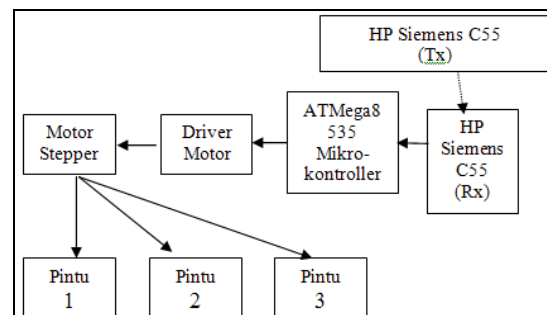 HP Siemens C55
(Tx)
ATMega8
535
Mikro-
kontroller
HP
Siemens
C55
(Rx)
Driver
Motor
Motor
Stepper
Pintu
1
Pintu
2
Pintu
3